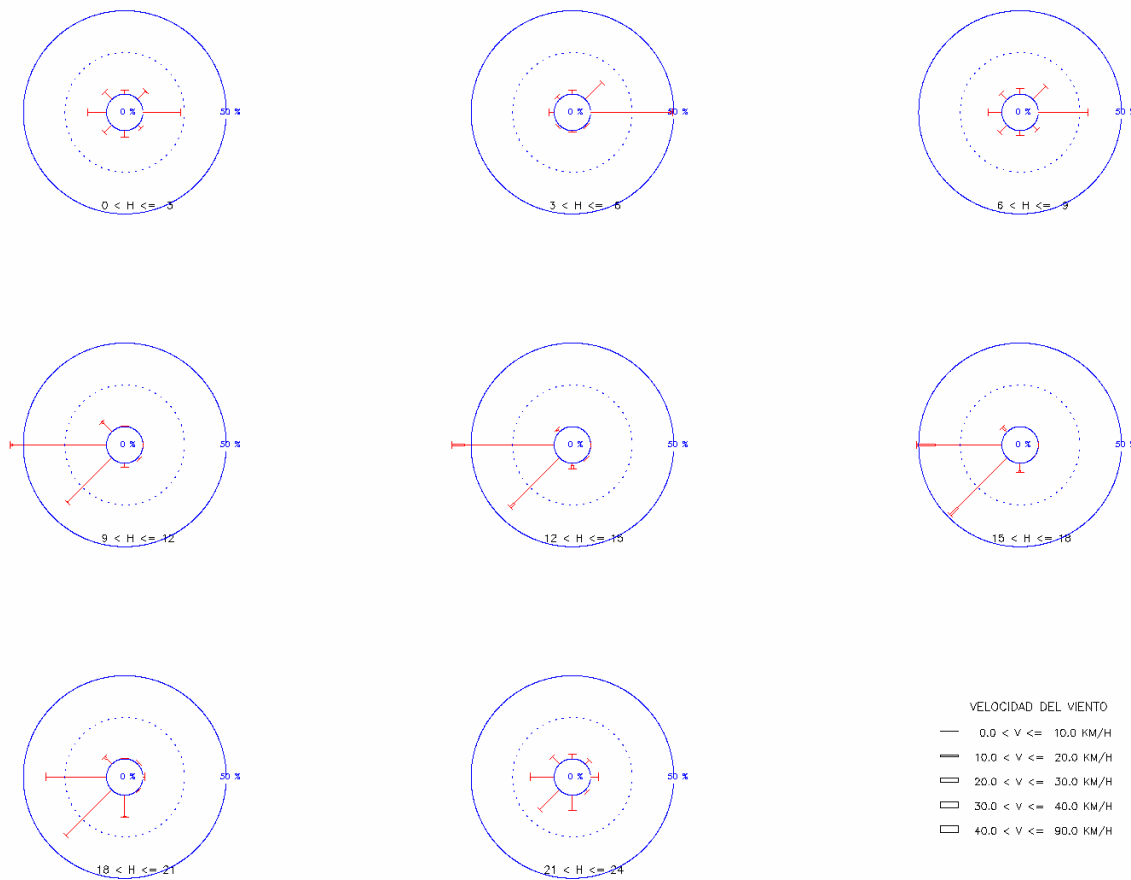 0 % 50 %
0 < H <= 3
0 % 50 %
3 < H <= 6
0 % 50 %
6 < H <= 9
0 % 50 %
9 < H <= 12
0 % 50 %
12 < H <= 15
0 % 50 %
15 < H <= 18
0 % 50 %
18 < H <= 21
0 % 50 %
21 < H <= 24
VELOCIDAD DEL VIENTO
0.0 < V <= 10.0 KM/H
10.0 < V <= 20.0 KM/H
20.0 < V <= 30.0 KM/H
30.0 < V <= 40.0 KM/H
40.0 < V <= 90.0 KM/H